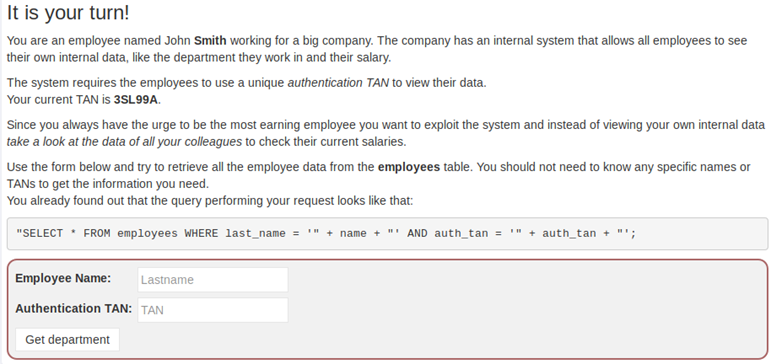 It is your turn!
You are an employee named John Smith working for a big company. The company has an internal system that allows all employees to see
their own internal data, like the department they work in and their salary.
The system requires the employees to use a unique authentication TAN to view their data.
Your current TAN is 3SL99A.
Since you always have the urge to be the most earning employee you want to exploit the system and instead of viewing your own internal data
take a look at the data of all your colleagues to check their current salaries.
Use the form below and try to retrieve all the employee data from the employees table. You should not need to know any specific names or
TANs to get the information you need.
You already found out that the query performing your request looks like that:
"SELECT * FROM employees WHERE last_name = '" + name + "' AND auth_tan = '" + auth_tan + "';
Employee Name: Lastname
Authentication TAN: TAN
Get department